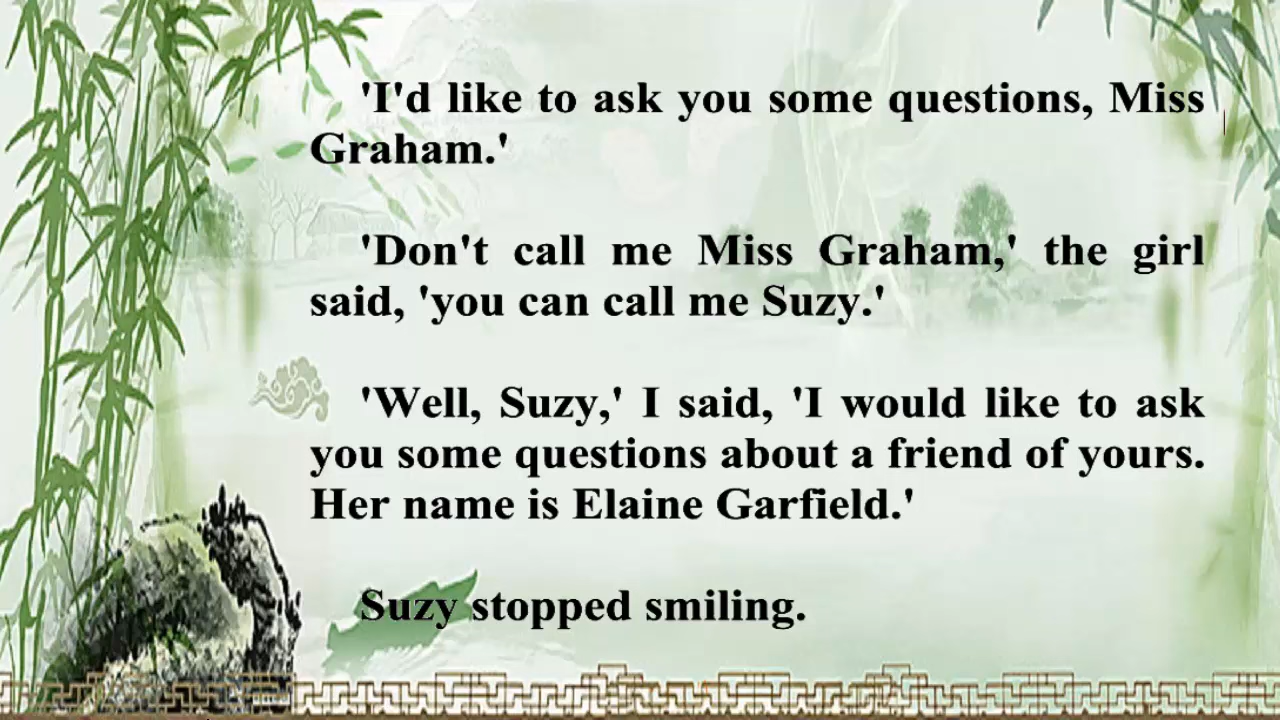 'I'd like to ask you some questions, Miss
Graham.'
'Don't call me Miss Graham,' the girl
said, 'you can call me Suzy.'
'Well, Suzy,' I said, 'I would like to ask
you some questions about a friend of yours.
Her name is Elaine Garfield.'
Suzy stopped smiling.